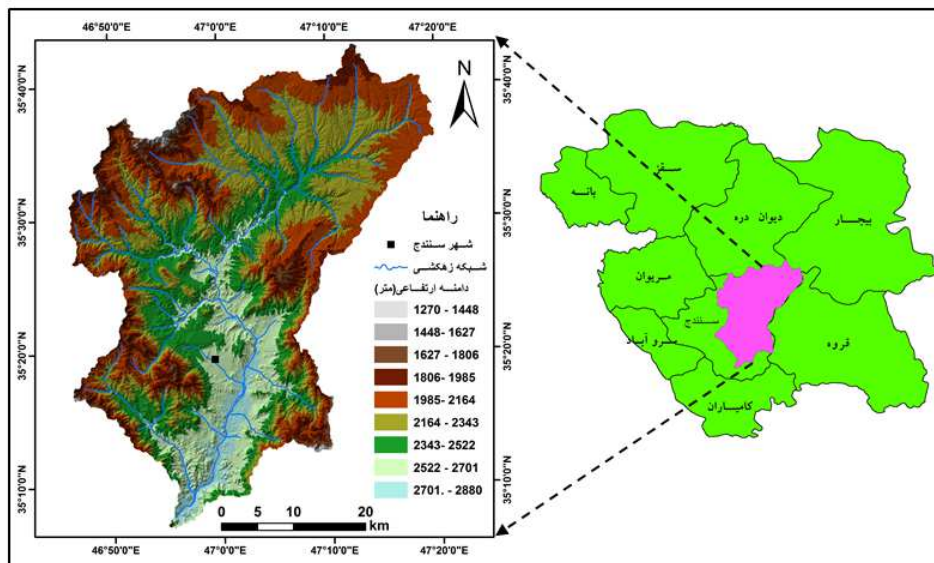 46°50'0"E 47°0'0"E 47°10'0"E 47°20'0"E
35°40'0"N
35°30'0"N
35°20'0"N
35°10'0"N
N
راهنما
شهر سنندج
شبکه زهکشی
دامنه ارتفاعی(متر)
1270 - 1448
1448 - 1627
1627 - 1806
1806 - 1985
1985 - 2164
2164 - 2343
2343 - 2522
2522 - 2701
2701. - 2880
0 5 10 20
km
46°50'0"E 47°0'0"E 47°10'0"E 47°20'0"E
35°40'0"N
35°30'0"N
35°20'0"N
35°10'0"N
سقز
بانه
دیوان دره
بیجار
مریوان
سنندج
سرو آباد
قروه
کامیاران